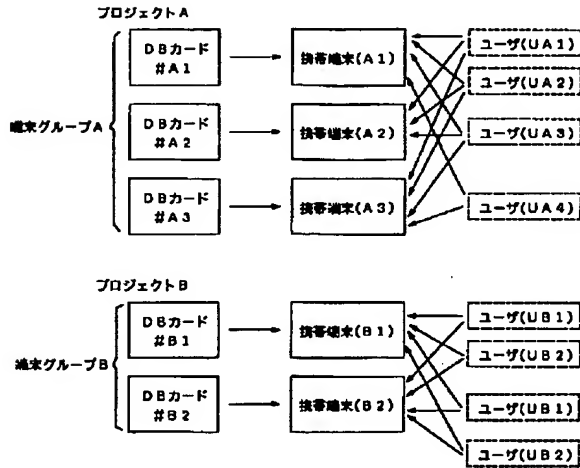 プロジェクトA
DBカード
#A1
携帯端末(A1)
ユーザ(UA1)
ユーザ(UA2)
端末グループA
DBカード
#A2
携帯端末(A2)
ユーザ(UA3)
DBカード
#A3
携帯端末(A3)
ユーザ(UA4)
プロジェクトB
DBカード
#B1
携帯端末(B1)
ユーザ(UB1)
ユーザ(UB2)
端末グループB
DBカード
#B2
携帯端末(B2)
ユーザ(UB1)
ユーザ(UB2)